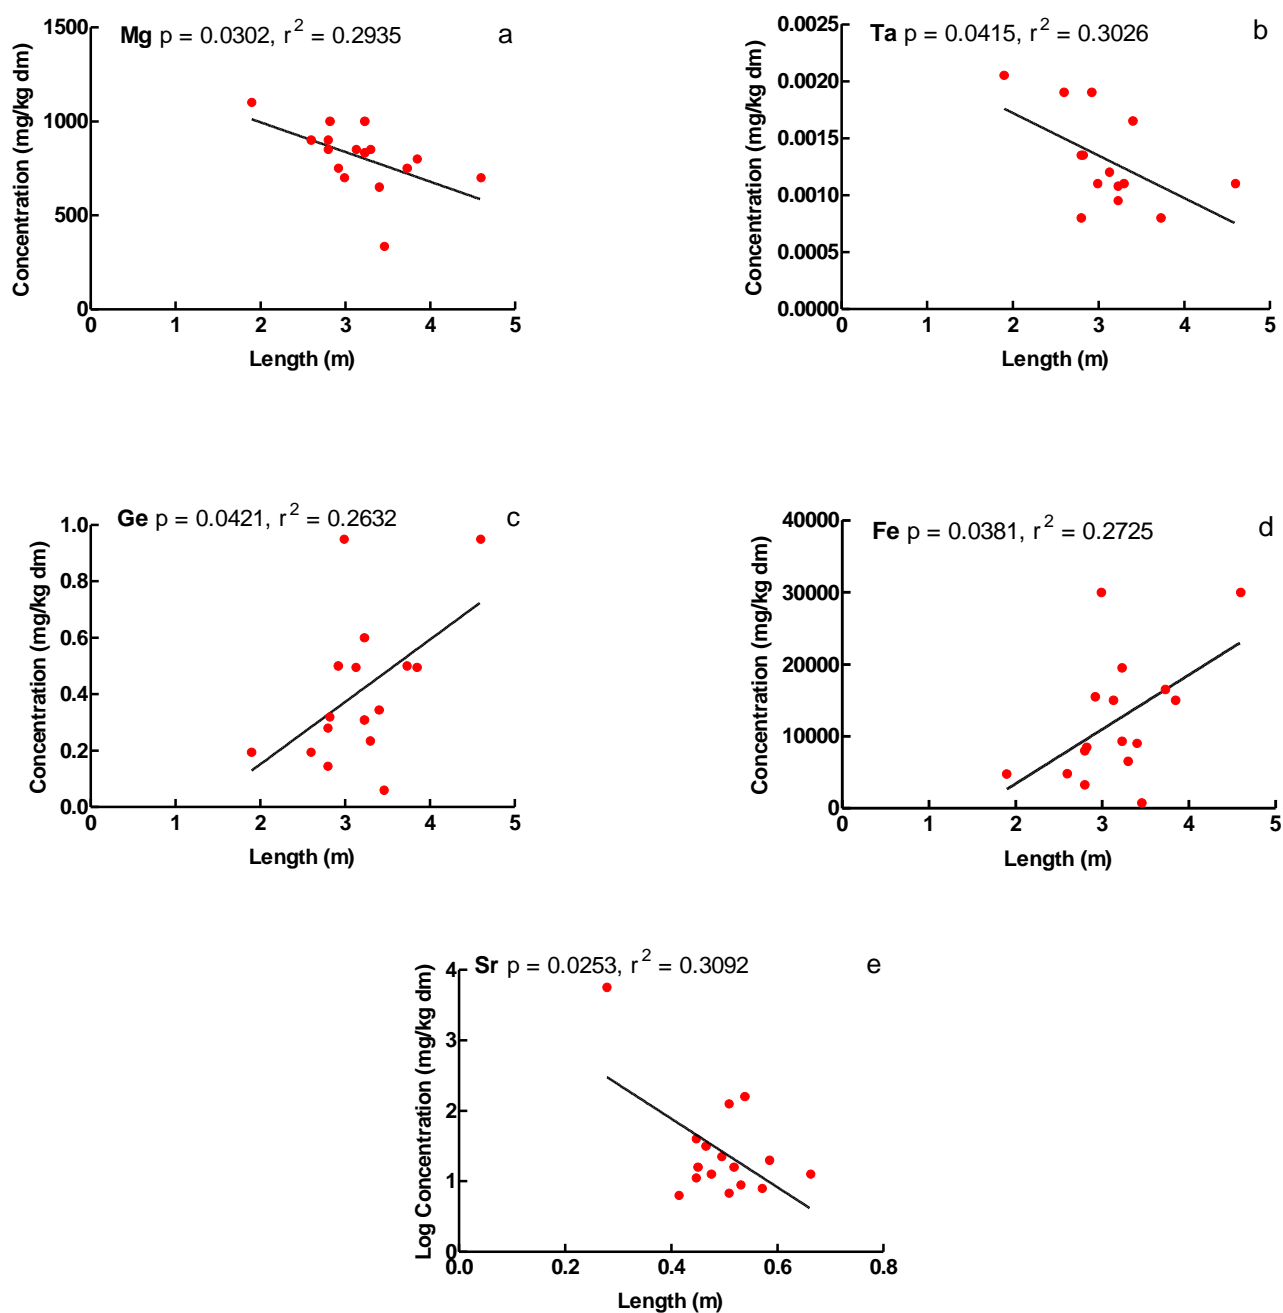 Mg p = 0.0302, r² = 0.2935
a
1500
1000
500
0
Concentration (mg/kg dm)
0 1 2 3 4 5
Length (m)
Ta p = 0.0415, r² = 0.3026
b
0.0025
0.0020
0.0015
0.0010
0.0005
0.0000
Concentration (mg/kg dm)
0 1 2 3 4 5
Length (m)
Ge p = 0.0421, r² = 0.2632
c
1.0
0.8
0.6
0.4
0.2
0.0
Concentration (mg/kg dm)
0 1 2 3 4 5
Length (m)
Fe p = 0.0381, r² = 0.2725
d
40000
30000
20000
10000
0
Concentration (mg/kg dm)
0 1 2 3 4 5
Length (m)
Sr p = 0.0253, r² = 0.3092
e
4
3
2
1
0
Log Concentration (mg/kg dm)
0.0 0.2 0.4 0.6 0.8
Length (m)